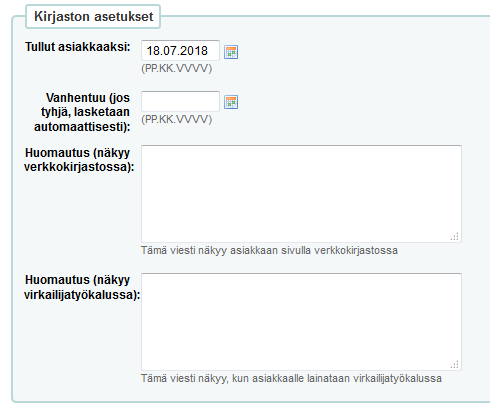 Kirjaston asetukset
Tullut asiakkaaksi: 18.07.2018
(PP.KK.VVVV)
Vanhentuu (jos
tyhjä, lasketaan
automaattisesti):
(PP.KK.VVVV)
Huomautus (näkyy
verkkokirjastossa):
Tämä viesti näkyy asiakkaan sivulla verkkokirjastossa
Huomautus (näkyy
virkailijatyökalussa):
Tämä viesti näkyy, kun asiakkaalle lainataan virkailijatyökalussa